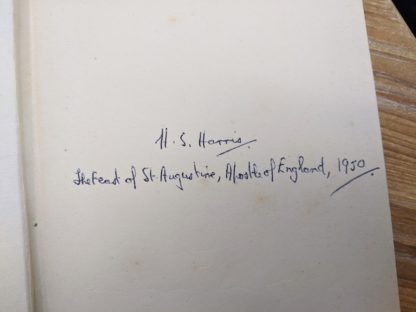 H. S. Harris.
The Feast of St. Augustine, Apostle of England, 1950.